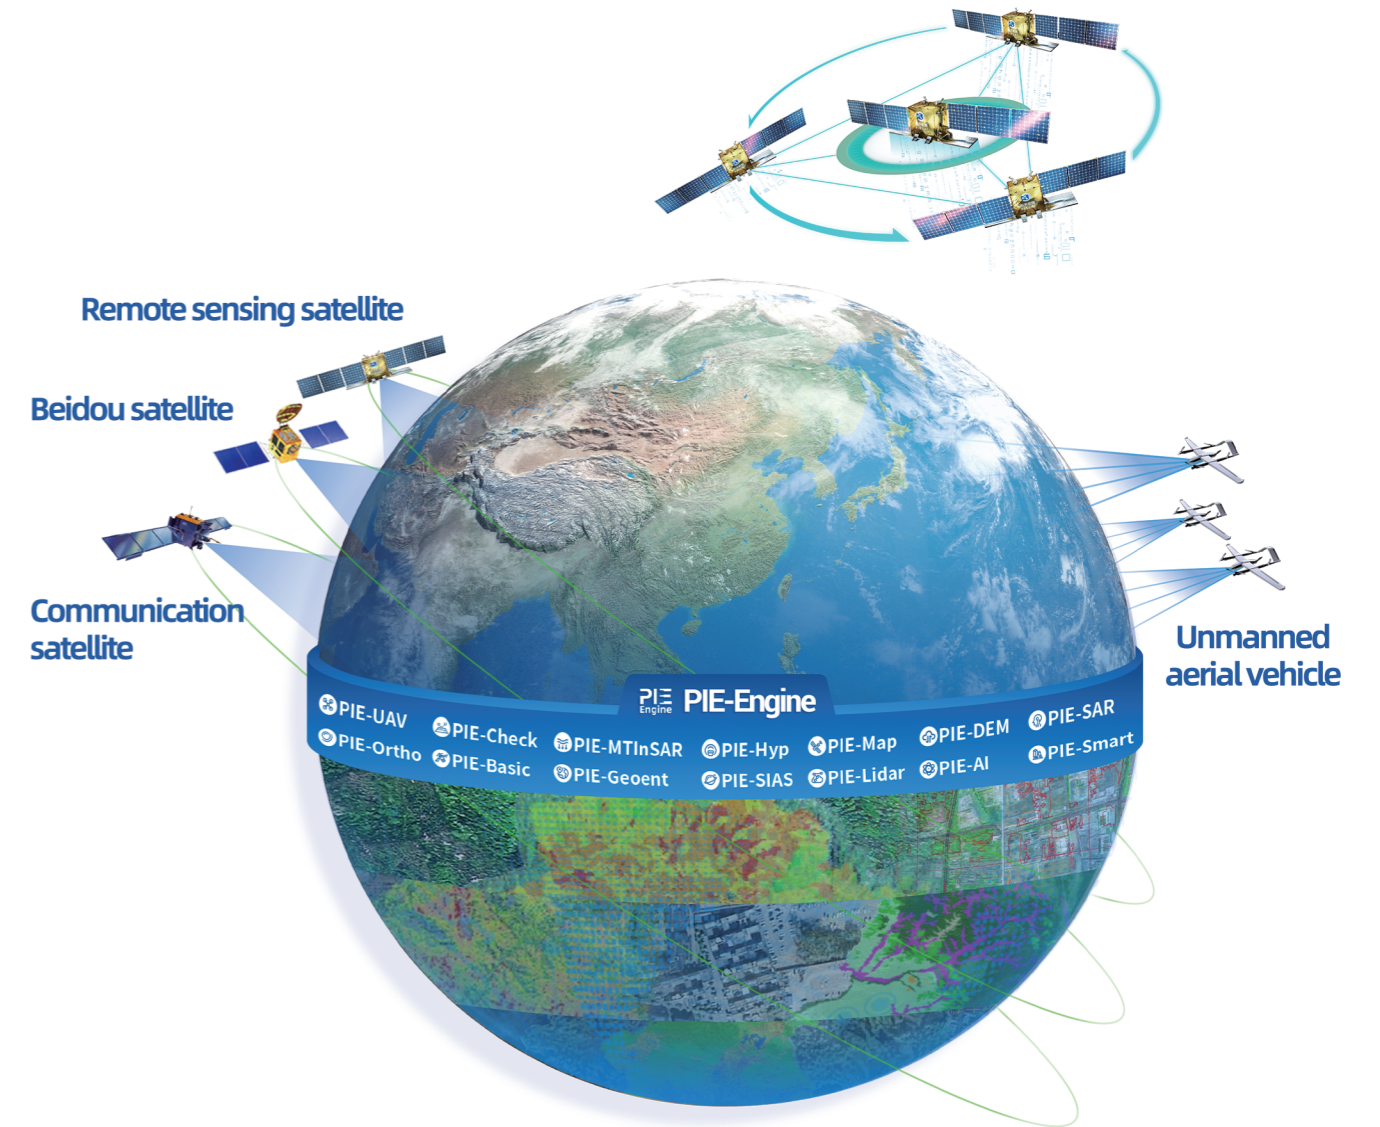 Remote sensing satellite
Beidou satellite
Communication
satellite
Unmanned
aerial vehicle
PIE
Engine
PIE-Engine
PIE-UAV
PIE-Check
PIE-MTInSAR
PIE-Hyp
PIE-Map
PIE-DEM
PIE-SAR
PIE-Ortho
PIE-Basic
PIE-Geoent
PIE-SIAS
PIE-Lidar
PIE-AI
PIE-Smart